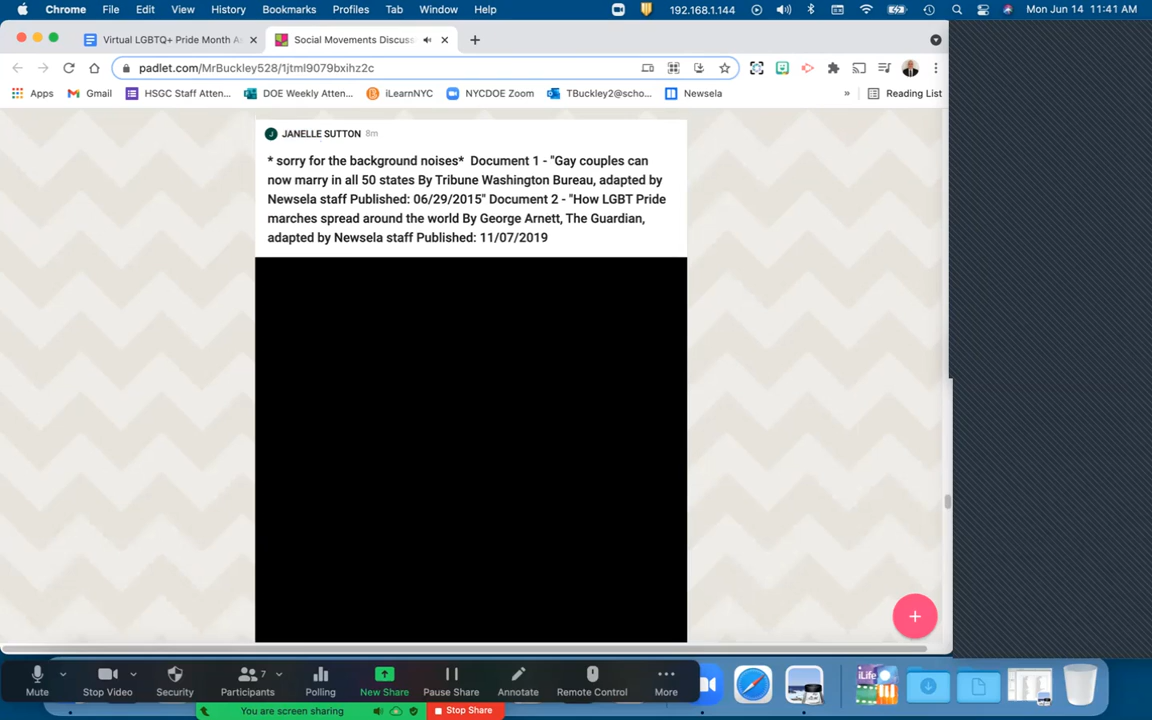 Chrome File Edit View History Bookmarks Profiles Tab Window Help 192.168.1.144 Mon Jun 14 11:41 AM
Virtual LGBTQ+ Pride Month A Social Movements Discus
padlet.com/MrBuckley528/1jtml9079bxihz2c
Apps Gmail HSGC Staff Atten... DOE Weekly Atten... iLearnNYC NYCDOE Zoom TBuckley2@scho... Newsela » Reading List
J JANELLE SUTTON 8m
* sorry for the background noises* Document 1 - "Gay couples can
now marry in all 50 states By Tribune Washington Bureau, adapted by
Newsela staff Published: 06/29/2015" Document 2 - "How LGBT Pride
marches spread around the world By George Arnett, The Guardian,
adapted by Newsela staff Published: 11/07/2019
7
Mute Stop Video Security Participants Polling New Share Pause Share Annotate Remote Control More
iLife
You are screen sharing Stop Share